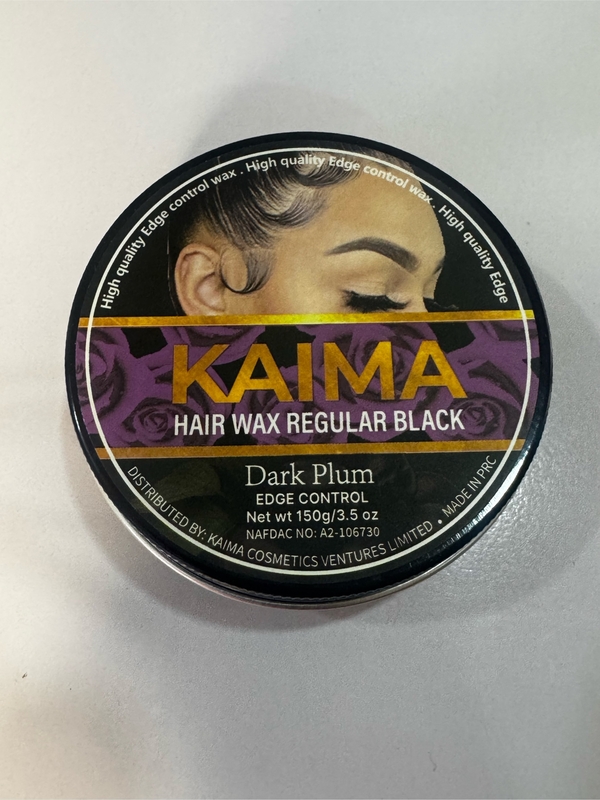 High quality Edge control wax . High quality Edge control wax . High quality Edge
KAIMA
HAIR WAX REGULAR BLACK
Dark Plum
EDGE CONTROL
Net wt 150g/3.5 oz
NAFDAC NO: A2-106730
DISTRIBUTED BY: KAIMA COSMETICS VENTURES LIMITED • MADE IN PRC